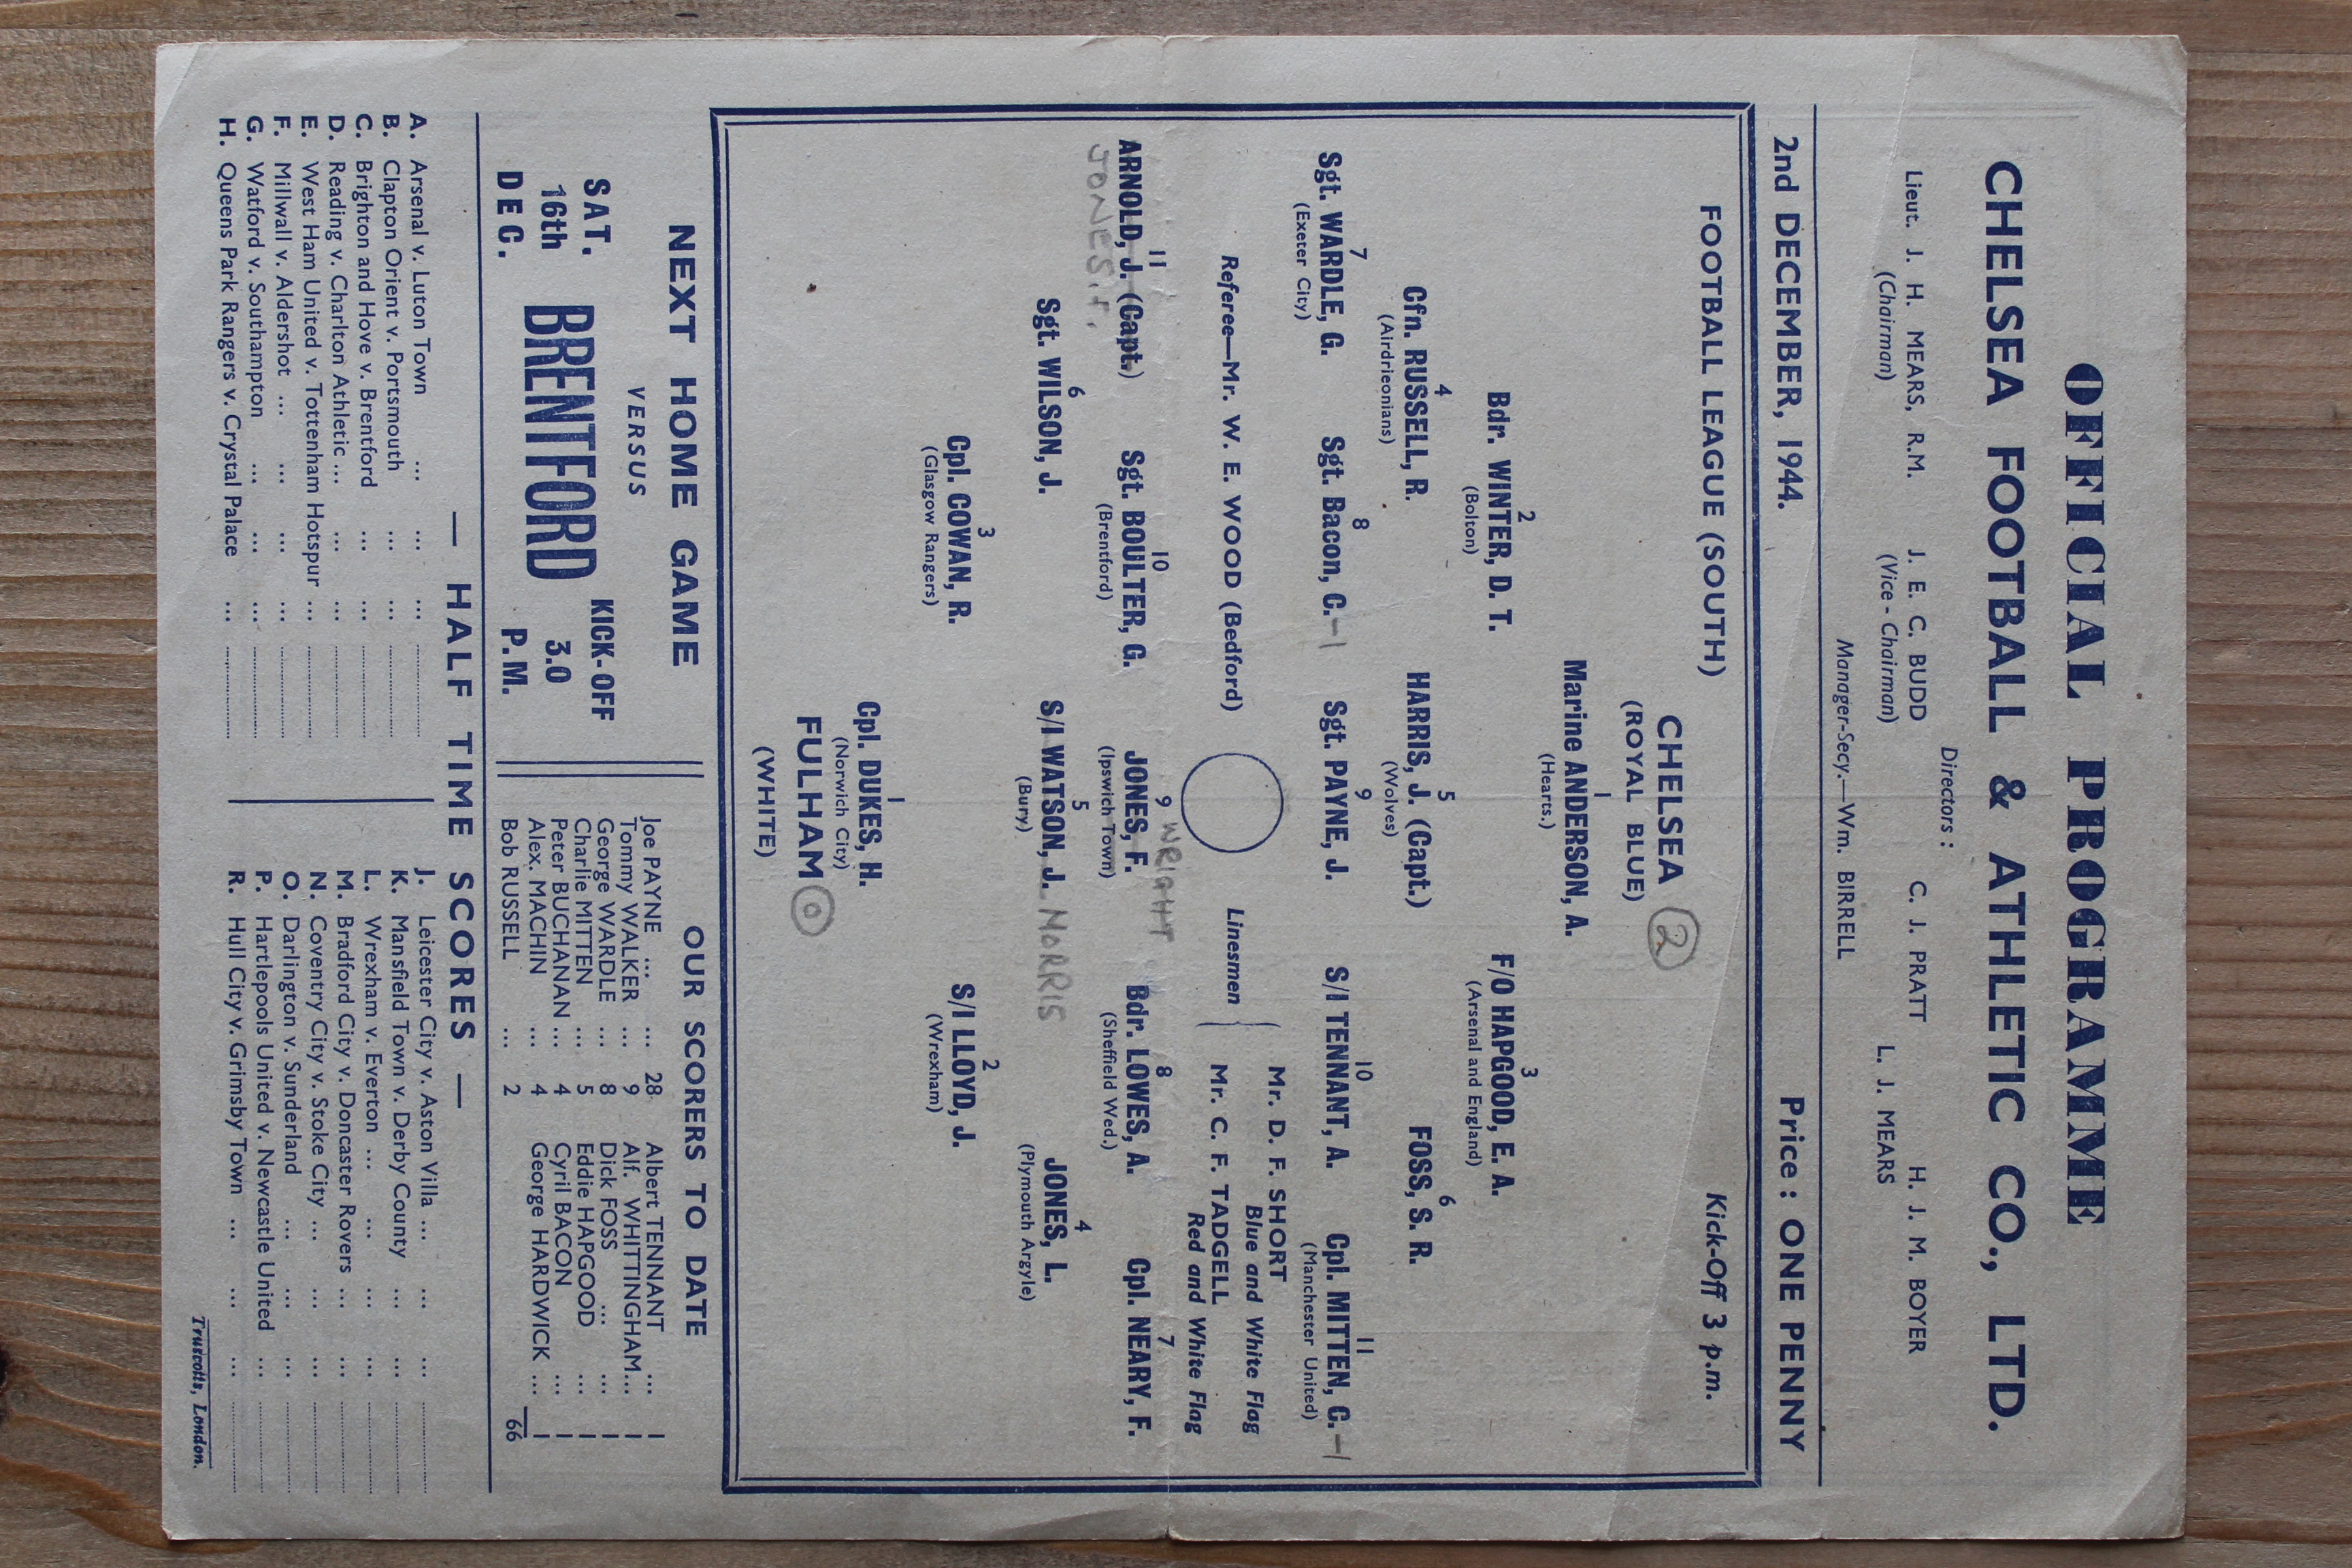 OFFICIAL PROGRAMME
CHELSEA FOOTBALL & ATHLETIC CO., LTD.
Directors :
Lieut. J. H. MEARS, R.M. J. E. C. BUDD C. J. PRATT H. J. M. BOYER
(Chairman) (Vice - Chairman) L. J. MEARS
Manager-Secy.—Wm. BIRRELL
2nd DECEMBER, 1944. Price : ONE PENNY
FOOTBALL LEAGUE (SOUTH) Kick-Off 3 p.m.
CHELSEA 2
(ROYAL BLUE)
1
Marine ANDERSON, A.
(Hearts.)
2 3
Bdr. WINTER, D. T. F/O HAPGOOD, E. A.
(Bolton) (Arsenal and England)
4 5 6
Cfn. RUSSELL, R. HARRIS, J. (Capt.) FOSS, S. R.
(Airdrieonians) (Wolves)
7 8 9 10 11
Sgt. WARDLE, G. Sgt. Bacon, C. -1 Sgt. PAYNE, J. S/I TENNANT, A. Cpl. MITTEN, C. -1
(Exeter City) (Manchester United)
Mr. D. F. SHORT
Blue and White Flag
Referee—Mr. W. E. WOOD (Bedford) Linesmen
Mr. C. F. TADGELL
Red and White Flag
WRIGHT
11 10 9 8 7
ARNOLD, J. (Capt.) Sgt. BOULTER, G. JONES, F. Bdr. LOWES, A. Cpl. NEARY, F.
JONES (Brentford) (Ipswich Town) (Sheffield Wed.)
6 5 4
Sgt. WILSON, J. S/I WATSON, J. MORRIS JONES, L.
(Bury) (Plymouth Argyle)
3 2
Cpl. COWAN, R. S/I LLOYD, J.
(Glasgow Rangers) (Wrexham)
1
Cpl. DUKES, H.
(Norwich City)
FULHAM 0
(WHITE)
NEXT HOME GAME
VERSUS
SAT. 16th DEC. BRENTFORD KICK-OFF 3.0 P.M.
OUR SCORERS TO DATE
Joe PAYNE ... ... 28 Albert TENNANT ... 1
Tommy WALKER ... 9 Alf. WHITTINGHAM... 1
George WARDLE ... 8 Dick FOSS ... ... 1
Charlie MITTEN ... 5 Eddie HAPGOOD ... 1
Peter BUCHANAN ... 4 Cyril BACON ... 1
Alex. MACHIN ... 4 George HARDWICK ... 1
Bob RUSSELL ... 2 66
— HALF TIME SCORES —
A. Arsenal v. Luton Town ... ... ...
B. Clapton Orient v. Portsmouth ... ...
C. Brighton and Hove v. Brentford ... ...
D. Reading v. Charlton Athletic ... ... ...
E. West Ham United v. Tottenham Hotspur ...
F. Millwall v. Aldershot ... ... ... ...
G. Watford v. Southampton ... ... ...
H. Queens Park Rangers v. Crystal Palace ...
J. Leicester City v. Aston Villa ... ... ...
K. Mansfield Town v. Derby County ... ...
L. Wrexham v. Everton ... ... ... ...
M. Bradford City v. Doncaster Rovers ... ...
N. Coventry City v. Stoke City ... ... ...
O. Darlington v. Sunderland ... ... ...
P. Hartlepools United v. Newcastle United ...
R. Hull City v. Grimsby Town ... ... ...
Truscotts, London.